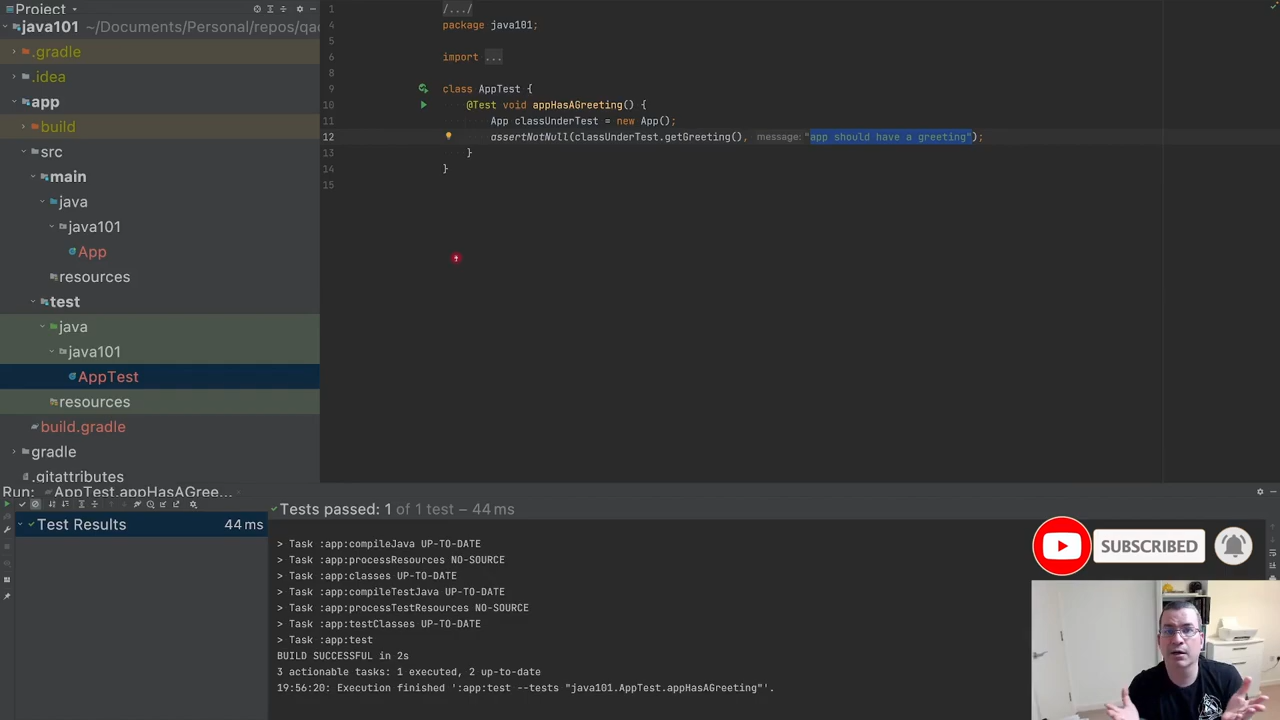 Project
java101 ~/Documents/Personal/repos/qa
.gradle
.idea
app
build
src
main
java
java101
App
resources
test
java
java101
AppTest
resources
build.gradle
gradle
.gitattributes
1 /.../
4 package java101;
5
6 import ...
8
9 class AppTest {
10 @Test void appHasAGreeting() {
11 App classUnderTest = new App();
12 assertNotNull(classUnderTest.getGreeting(), message: "app should have a greeting");
13 }
14 }
15
Run: AppTest.appHasAGree...
Tests passed: 1 of 1 test – 44 ms
Test Results 44 ms
> Task :app:compileJava UP-TO-DATE
> Task :app:processResources NO-SOURCE
> Task :app:classes UP-TO-DATE
> Task :app:compileTestJava UP-TO-DATE
> Task :app:processTestResources NO-SOURCE
> Task :app:testClasses UP-TO-DATE
> Task :app:test
BUILD SUCCESSFUL in 2s
3 actionable tasks: 1 executed, 2 up-to-date
19:56:20: Execution finished ':app:test --tests "java101.AppTest.appHasAGreeting"'.
SUBSCRIBED